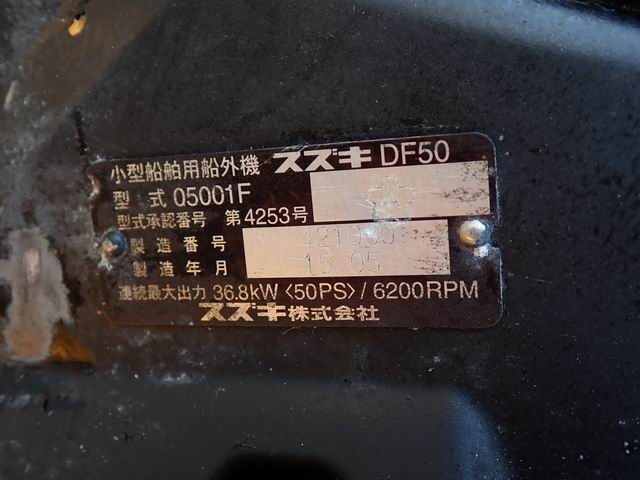 小型船舶用船外機 スズキ DF50
型式 05001F
型式承認番号 第4253号
製造番号
製造年月 15 05
連続最大出力 36.8kW〈50PS〉/6200RPM
スズキ株式会社